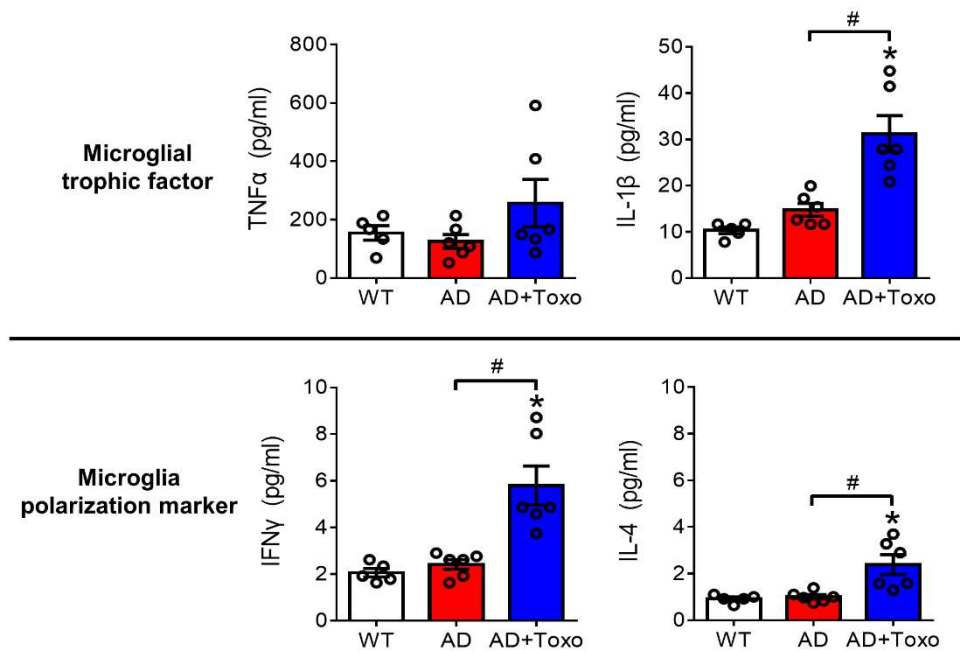 Microglial
trophic factor
TNFα (pg/ml)
800
600
400
200
0
WT AD AD+Toxo
#
*
IL-1β (pg/ml)
50
40
30
20
10
0
WT AD AD+Toxo
Microglia
polarization marker
#
*
IFNγ (pg/ml)
10
8
6
4
2
0
WT AD AD+Toxo
#
*
IL-4 (pg/ml)
10
8
6
4
2
0
WT AD AD+Toxo